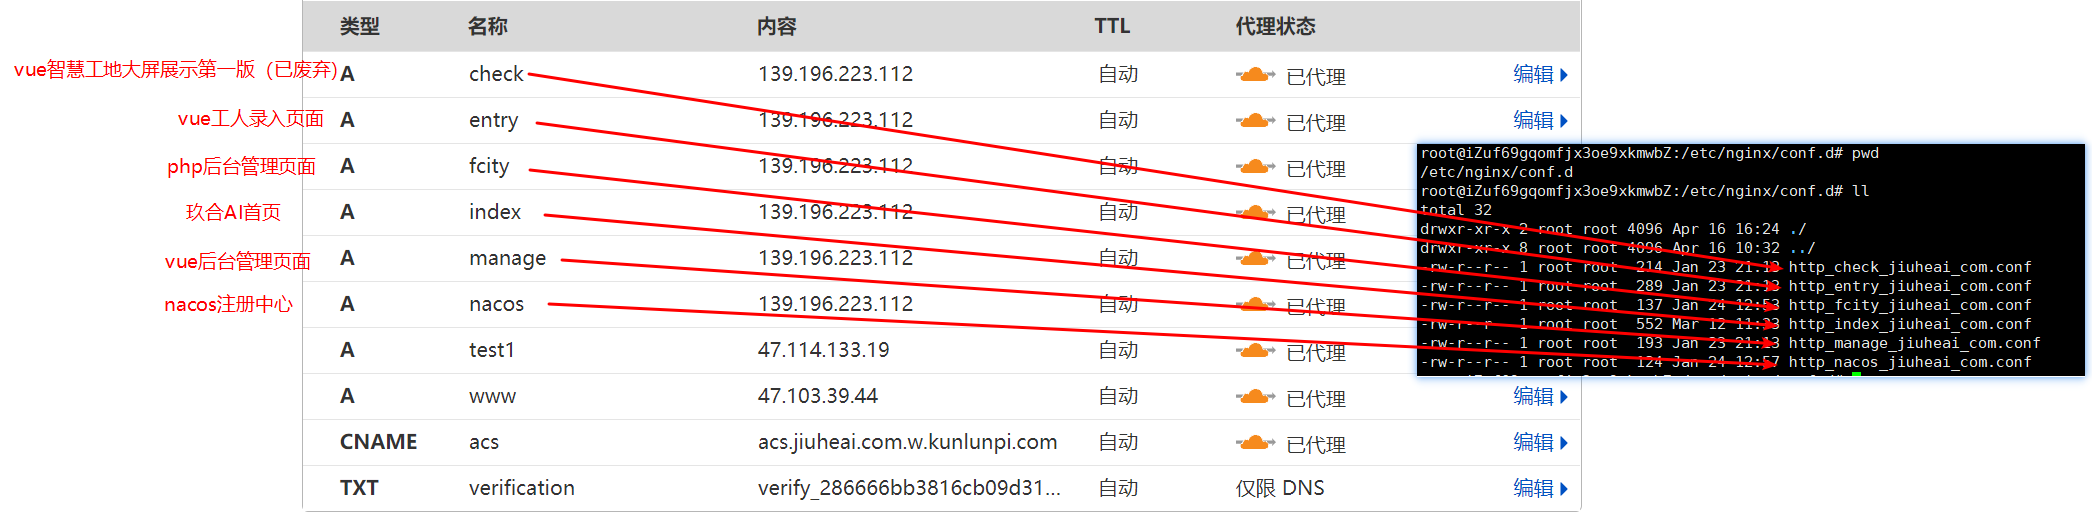 类型 名称 内容 TTL 代理状态
vue智慧工地大屏展示第一版（已废弃） A check 139.196.223.112 自动 已代理 编辑
vue工人录入页面 A entry 139.196.223.112 自动 已代理 编辑
php后台管理页面 A fcity 139.196.223.112 自动 已代理
玖合AI首页 A index 139.196.223.112 自动 已代理
vue后台管理页面 A manage 139.196.223.112 自动 已代理
nacos注册中心 A nacos 139.196.223.112 自动 已代理
A test1 47.114.133.19 自动 已代理
A www 47.103.39.44 自动 已代理 编辑
CNAME acs acs.jiuheai.com.w.kunlunpi.com 自动 已代理 编辑
TXT verification verify_286666bb3816cb09d31... 自动 仅限 DNS 编辑
root@iZuf69gqomfjx3oe9xkmwbZ:/etc/nginx/conf.d# pwd
/etc/nginx/conf.d
root@iZuf69gqomfjx3oe9xkmwbZ:/etc/nginx/conf.d# ll
total 32
drwxr-xr-x 2 root root 4096 Apr 16 16:24 ./
drwxr-xr-x 8 root root 4096 Apr 16 10:32 ../
-rw-r--r-- 1 root root 214 Jan 23 21:13 http_check_jiuheai_com.conf
-rw-r--r-- 1 root root 289 Jan 23 21:13 http_entry_jiuheai_com.conf
-rw-r--r-- 1 root root 137 Jan 24 12:53 http_fcity_jiuheai_com.conf
-rw-r--r-- 1 root root 552 Mar 12 11:33 http_index_jiuheai_com.conf
-rw-r--r-- 1 root root 193 Jan 23 21:13 http_manage_jiuheai_com.conf
-rw-r--r-- 1 root root 124 Jan 24 12:57 http_nacos_jiuheai_com.conf